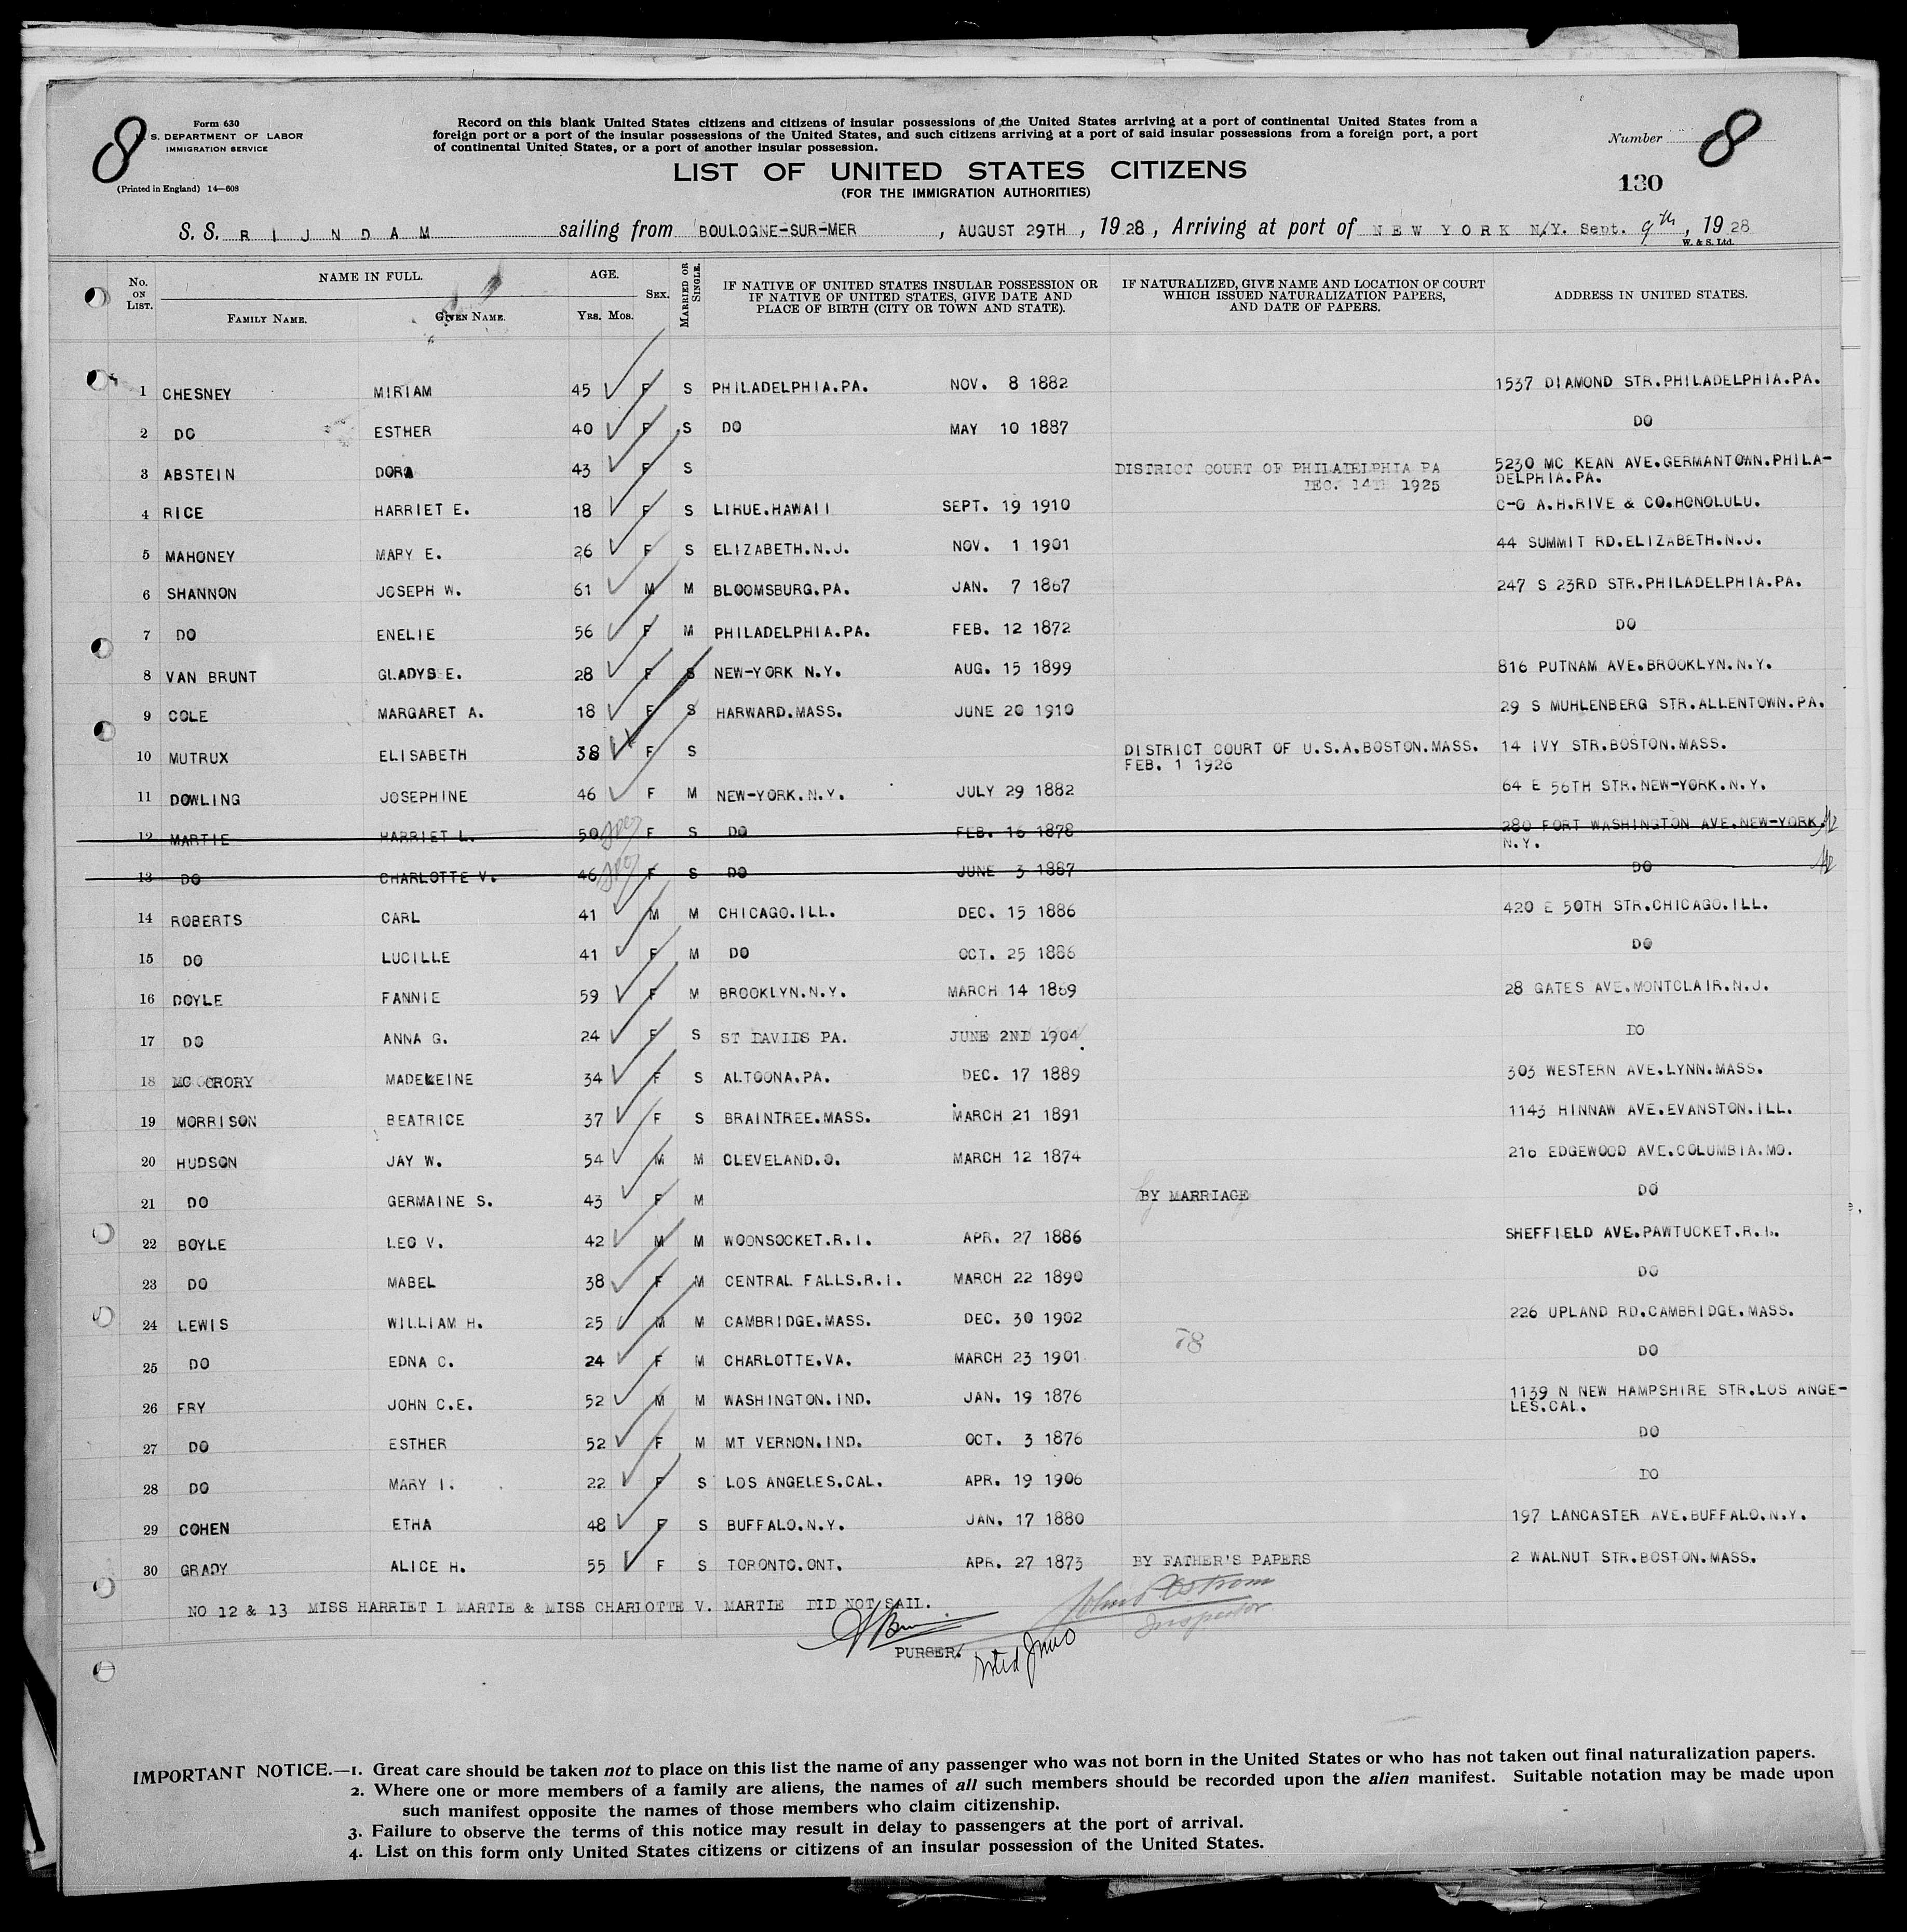 8
Form 630
S. DEPARTMENT OF LABOR
IMMIGRATION SERVICE
(Printed in England) 14—608
Record on this blank United States citizens and citizens of insular possessions of the United States arriving at a port of continental United States from a
foreign port or a port of the insular possessions of the United States, and such citizens arriving at a port of said insular possessions from a foreign port, a port
of continental United States, or a port of another insular possession.
LIST OF UNITED STATES CITIZENS
(FOR THE IMMIGRATION AUTHORITIES)
Number 8
130
S. S. RIJNDAM sailing from BOULOGNE-SUR-MER, AUGUST 29TH, 1928, Arriving at port of NEW YORK N.Y. Sept. 9th, 1928
W. & S. Ltd.
No. ON LIST. NAME IN FULL. FAMILY NAME. GIVEN NAME. AGE. YRS. MOS. SEX. MARRIED OR SINGLE. IF NATIVE OF UNITED STATES INSULAR POSSESSION OR IF NATIVE OF UNITED STATES, GIVE DATE AND PLACE OF BIRTH (CITY OR TOWN AND STATE). IF NATURALIZED, GIVE NAME AND LOCATION OF COURT WHICH ISSUED NATURALIZATION PAPERS, AND DATE OF PAPERS. ADDRESS IN UNITED STATES.
1 CHESNEY MIRIAM 45 F S PHILADELPHIA.PA. NOV. 8 1882 1537 DIAMOND STR.PHILADELPHIA.PA.
2 DO ESTHER 40 F S DO MAY 10 1887 DO
3 ABSTEIN DORA 43 F S DISTRICT COURT OF PHILADELPHIA PA DEC. 14TH 1925 5230 MC KEAN AVE.GERMANTOWN.PHILA-
DELPHIA.PA.
4 RICE HARRIET E. 18 F S LIHUE.HAWAII SEPT. 19 1910 C-O A.H.RIVE & CO.HONOLULU.
5 MAHONEY MARY E. 26 F S ELIZABETH.N.J. NOV. 1 1901 44 SUMMIT RD.ELIZABETH.N.J.
6 SHANNON JOSEPH W. 61 M M BLOOMSBURG.PA. JAN. 7 1867 247 S 23RD STR.PHILADELPHIA.PA.
7 DO ENELIE 56 F M PHILADELPHIA.PA. FEB. 12 1872 DO
8 VAN BRUNT GLADYS E. 28 F S NEW-YORK N.Y. AUG. 15 1899 816 PUTNAM AVE.BROOKLYN.N.Y.
9 COLE MARGARET A. 18 F S HARWARD.MASS. JUNE 20 1910 29 S MUHLENBERG STR.ALLENTOWN.PA.
10 MUTRUX ELISABETH 38 F S DISTRICT COURT OF U.S.A.BOSTON.MASS. 14 IVY STR.BOSTON.MASS.
FEB. 1 1926
11 DOWLING JOSEPHINE 46 F M NEW-YORK.N.Y. JULY 29 1882 64 E 56TH STR.NEW-YORK.N.Y.
12 MARTIE HARRIET L. 50 F S DO FEB. 16 1878 280 FORT WASHINGTON AVE.NEW-YORK.
N.Y.
13 DO CHARLOTTE V. 46 F S DO JUNE 3 1887 DO
14 ROBERTS CARL 41 M M CHICAGO.ILL. DEC. 15 1886 420 E 50TH STR.CHICAGO.ILL.
15 DO LUCILLE 41 F M DO OCT. 25 1886 DO
16 DOYLE FANNIE 59 F M BROOKLYN.N.Y. MARCH 14 1869 28 GATES AVE.MONTCLAIR.N.J.
17 DO ANNA G. 24 F S ST DAVIDS PA. JUNE 2ND 1904 DO
18 MC CRORY MADELEINE 34 F S ALTOONA.PA. DEC. 17 1889 303 WESTERN AVE.LYNN.MASS.
19 MORRISON BEATRICE 37 F S BRAINTREE.MASS. MARCH 21 1891 1143 HINNAW AVE.EVANSTON.ILL.
20 HUDSON JAY W. 54 M M CLEVELAND.O. MARCH 12 1874 216 EDGEWOOD AVE.COLUMBIA.MO.
21 DO GERMAINE S. 43 F M BY MARRIAGE DO
22 BOYLE LEO V. 42 M M WOONSOCKET.R.I. APR. 27 1886 SHEFFIELD AVE.PAWTUCKET.R.I.
23 DO MABEL 38 F M CENTRAL FALLS.R.I. MARCH 22 1890 DO
24 LEWIS WILLIAM H. 25 M M CAMBRIDGE.MASS. DEC. 30 1902 226 UPLAND RD.CAMBRIDGE.MASS.
78
25 DO EDNA C. 24 F M CHARLOTTE.VA. MARCH 23 1901 DO
26 FRY JOHN C.E. 52 M M WASHINGTON.IND. JAN. 19 1876 1139 N NEW HAMPSHIRE STR.LOS ANGE-
LES.CAL.
27 DO ESTHER 52 F M MT VERNON.IND. OCT. 3 1876 DO
28 DO MARY I. 22 F S LOS ANGELES.CAL. APR. 19 1906 DO
29 COHEN ETHA 48 F S BUFFALO.N.Y. JAN. 17 1880 197 LANCASTER AVE.BUFFALO.N.Y.
30 GRADY ALICE H. 55 F S TORONTO.ONT. APR. 27 1873 BY FATHER'S PAPERS 2 WALNUT STR.BOSTON.MASS.
NO 12 & 13 MISS HARRIET L MARTIE & MISS CHARLOTTE V. MARTIE DID NOT SAIL.
Inspector
PURSER.
IMPORTANT NOTICE.—1. Great care should be taken not to place on this list the name of any passenger who was not born in the United States or who has not taken out final naturalization papers.
2. Where one or more members of a family are aliens, the names of all such members should be recorded upon the alien manifest. Suitable notation may be made upon
such manifest opposite the names of those members who claim citizenship.
3. Failure to observe the terms of this notice may result in delay to passengers at the port of arrival.
4. List on this form only United States citizens or citizens of an insular possession of the United States.